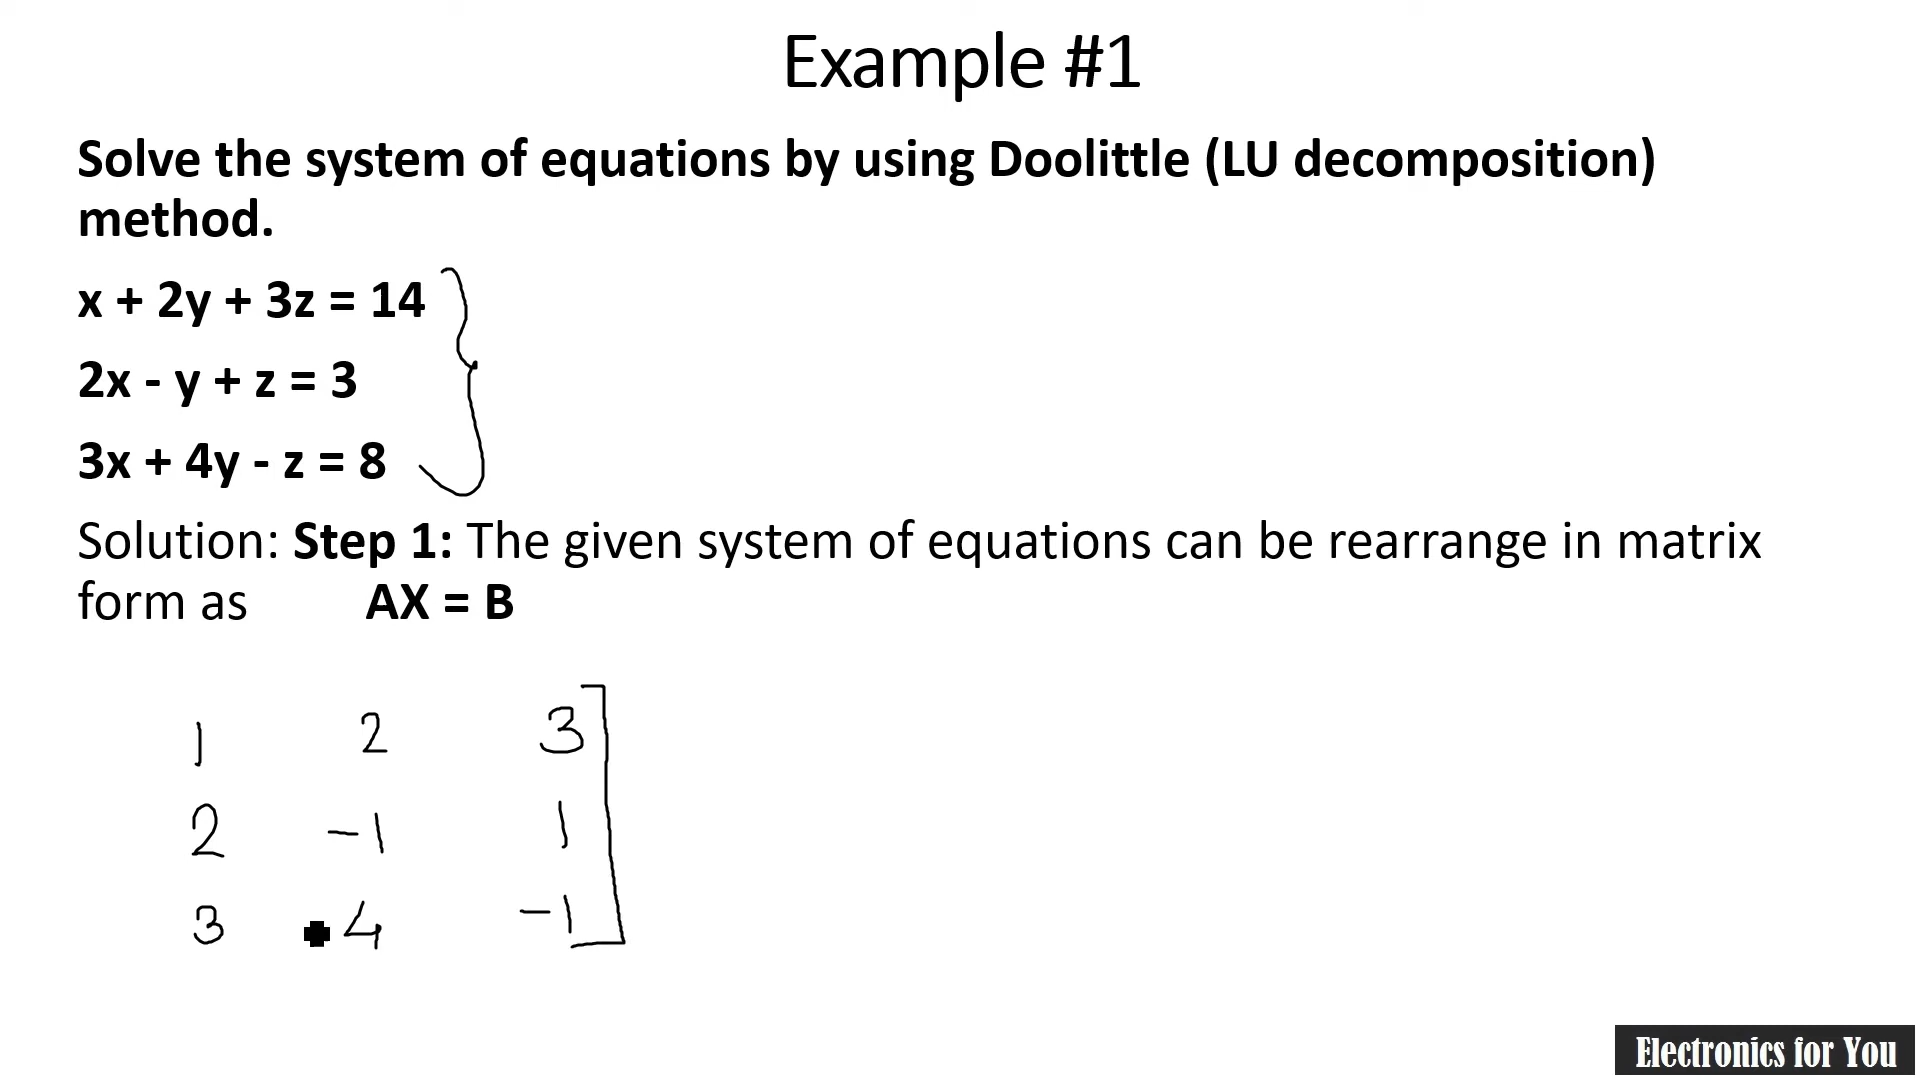 Example #1
Solve the system of equations by using Doolittle (LU decomposition)
method.
x + 2y + 3z = 14
2x - y + z = 3
3x + 4y - z = 8
Solution: Step 1: The given system of equations can be rearrange in matrix
form as AX = B
1 2 3
2 -1 1
3 4 -1
Electronics for You